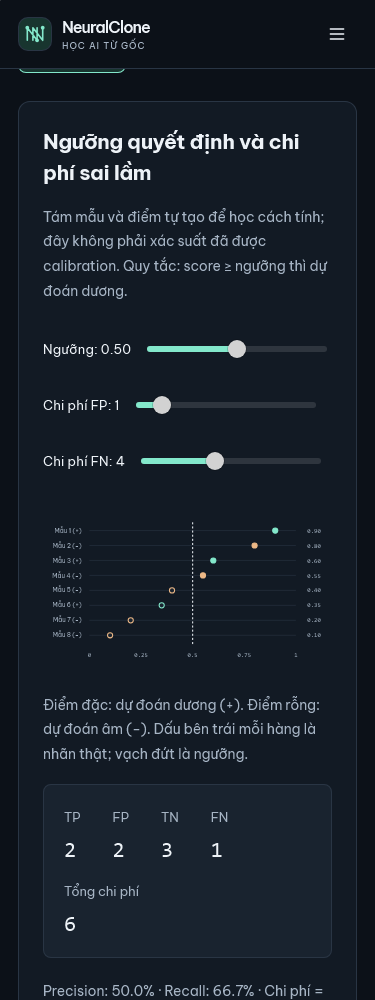 NeuralClone
HỌC AI TỪ GỐC
Ngưỡng quyết định và chi
phí sai lầm
Tám mẫu và điểm tự tạo để học cách tính;
đây không phải xác suất đã được
calibration. Quy tắc: score ≥ ngưỡng thì dự
đoán dương.
Ngưỡng: 0.50
Chi phí FP: 1
Chi phí FN: 4
Mẫu 1 (+) 0.90
Mẫu 2 (−) 0.80
Mẫu 3 (+) 0.60
Mẫu 4 (−) 0.55
Mẫu 5 (−) 0.40
Mẫu 6 (+) 0.35
Mẫu 7 (−) 0.20
Mẫu 8 (−) 0.10
0 0.25 0.5 0.75 1
Điểm đặc: dự đoán dương (+). Điểm rỗng:
dự đoán âm (−). Dấu bên trái mỗi hàng là
nhãn thật; vạch đứt là ngưỡng.
TP FP TN FN
2 2 3 1
Tổng chi phí
6
Precision: 50.0% · Recall: 66.7% · Chi phí =